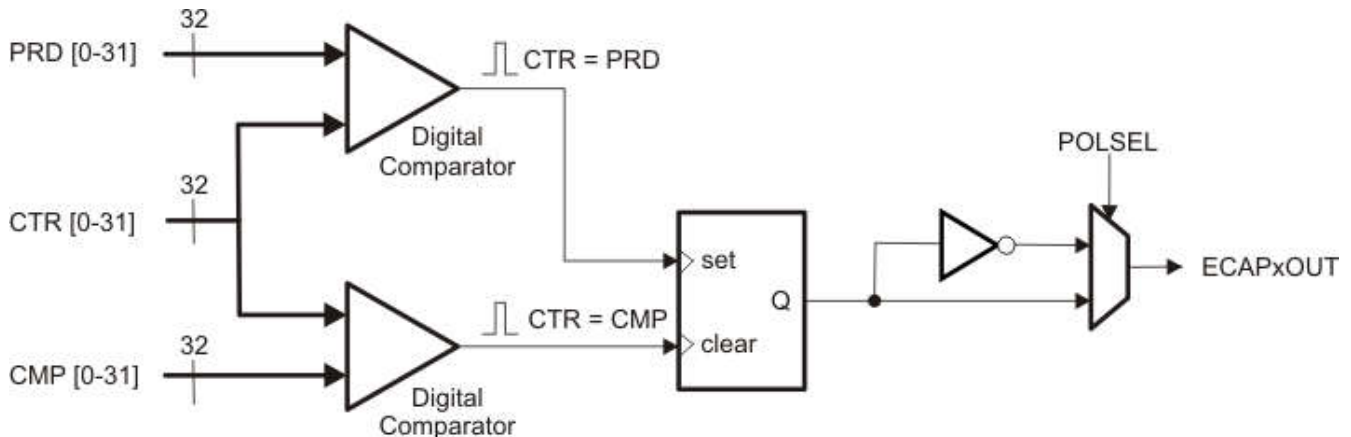 32
PRD [0-31]
CTR = PRD
Digital
Comparator
POLSEL
32
CTR [0-31]
set
ECAPxOUT
Q
CTR = CMP
clear
32
CMP [0-31]
Digital
Comparator